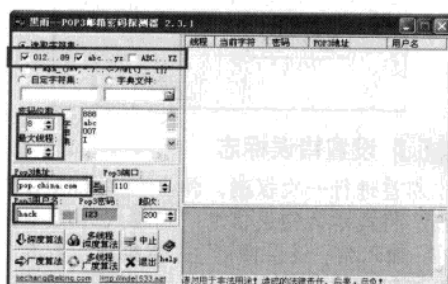 黑雨--POP3邮箱密码探测器 2.3.1
线程 当前字符 密码 POP3地址 用户名
选取字符集:
012...89 abc...yz ABC...YZ
自定字符集: 字典文件:
密码位数:
8
888
abc
007
I
最大线程:
6
Pop3地址: Pop3端口:
pop.china.com 110
Pop3用户名: Pop3密码: 超次:
hack 123 200
深度算法 多线程深度算法 中止
广度算法 多线程广度算法 退出 help